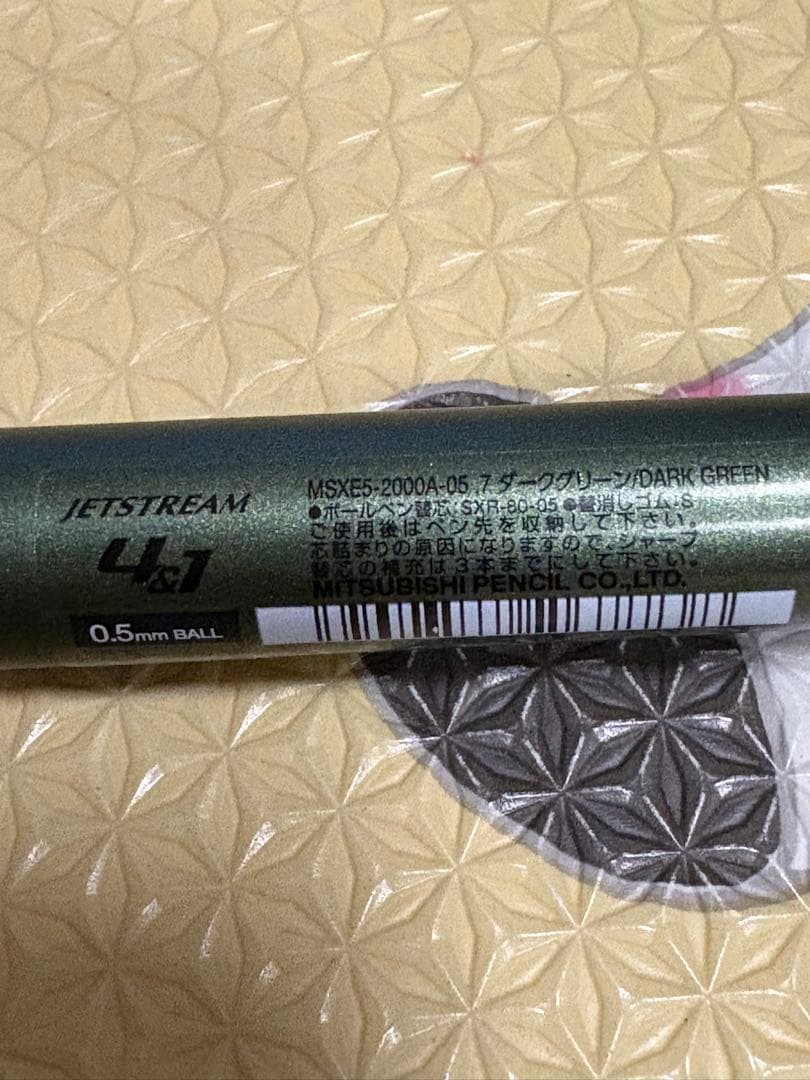 JETSTREAM
4&1
0.5mm BALL
MSXE5-2000A-05 7 ダークグリーン/DARK GREEN
●ボールペン替芯:SXR-80-05 ●替消しゴム:S
ご使用後はペン先を収納して下さい。
芯詰まりの原因になりますので、シャープ
替芯の補充は3本までにして下さい。
MITSUBISHI PENCIL CO.,LTD.